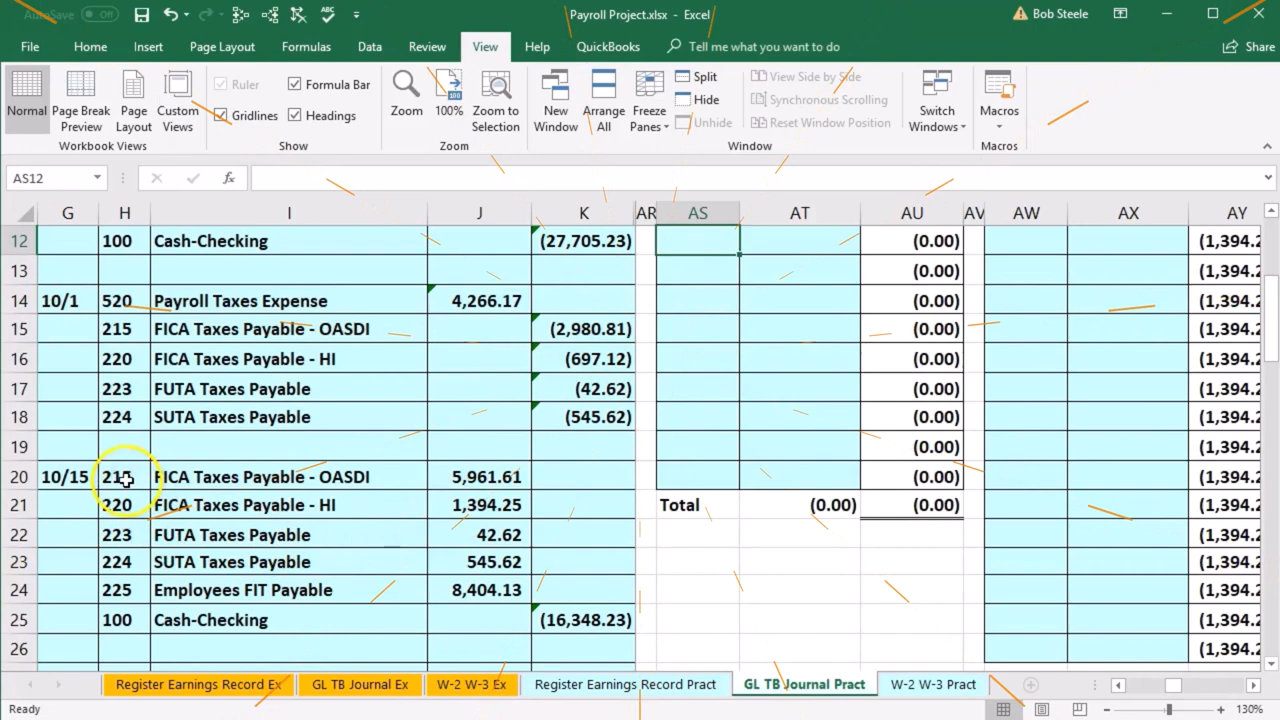 AutoSave Off Payroll Project.xlsx - Excel Bob Steele
File Home Insert Page Layout Formulas Data Review View Help QuickBooks Tell me what you want to do Share
Normal Page Break Preview Page Layout Custom Views
Ruler Formula Bar
Gridlines Headings
Zoom 100% Zoom to Selection
New Window Arrange All Freeze Panes
Split
Hide
Unhide
View Side by Side
Synchronous Scrolling
Reset Window Position
Switch Windows Macros
Workbook Views Show Zoom Window Macros
AS12 fx
G H I J K AR AS AT AU AV AW AX AY
12 100 Cash-Checking (27,705.23) (0.00) (1,394.2
13 (0.00) (1,394.2
14 10/1 520 Payroll Taxes Expense 4,266.17 (0.00) (1,394.2
15 215 FICA Taxes Payable - OASDI (2,980.81) (0.00) (1,394.2
16 220 FICA Taxes Payable - HI (697.12) (0.00) (1,394.2
17 223 FUTA Taxes Payable (42.62) (0.00) (1,394.2
18 224 SUTA Taxes Payable (545.62) (0.00) (1,394.2
19 (0.00) (1,394.2
20 10/15 215 FICA Taxes Payable - OASDI 5,961.61 (0.00) (1,394.2
21 220 FICA Taxes Payable - HI 1,394.25 Total (0.00) (0.00) (1,394.2
22 223 FUTA Taxes Payable 42.62 (1,394.2
23 224 SUTA Taxes Payable 545.62 (1,394.2
24 225 Employees FIT Payable 8,404.13 (1,394.2
25 100 Cash-Checking (16,348.23) (1,394.2
26 (1,394.2
Register Earnings Record Ex GL TB Journal Ex W-2 W-3 Ex Register Earnings Record Pract GL TB Journal Pract W-2 W-3 Pract
Ready 130%